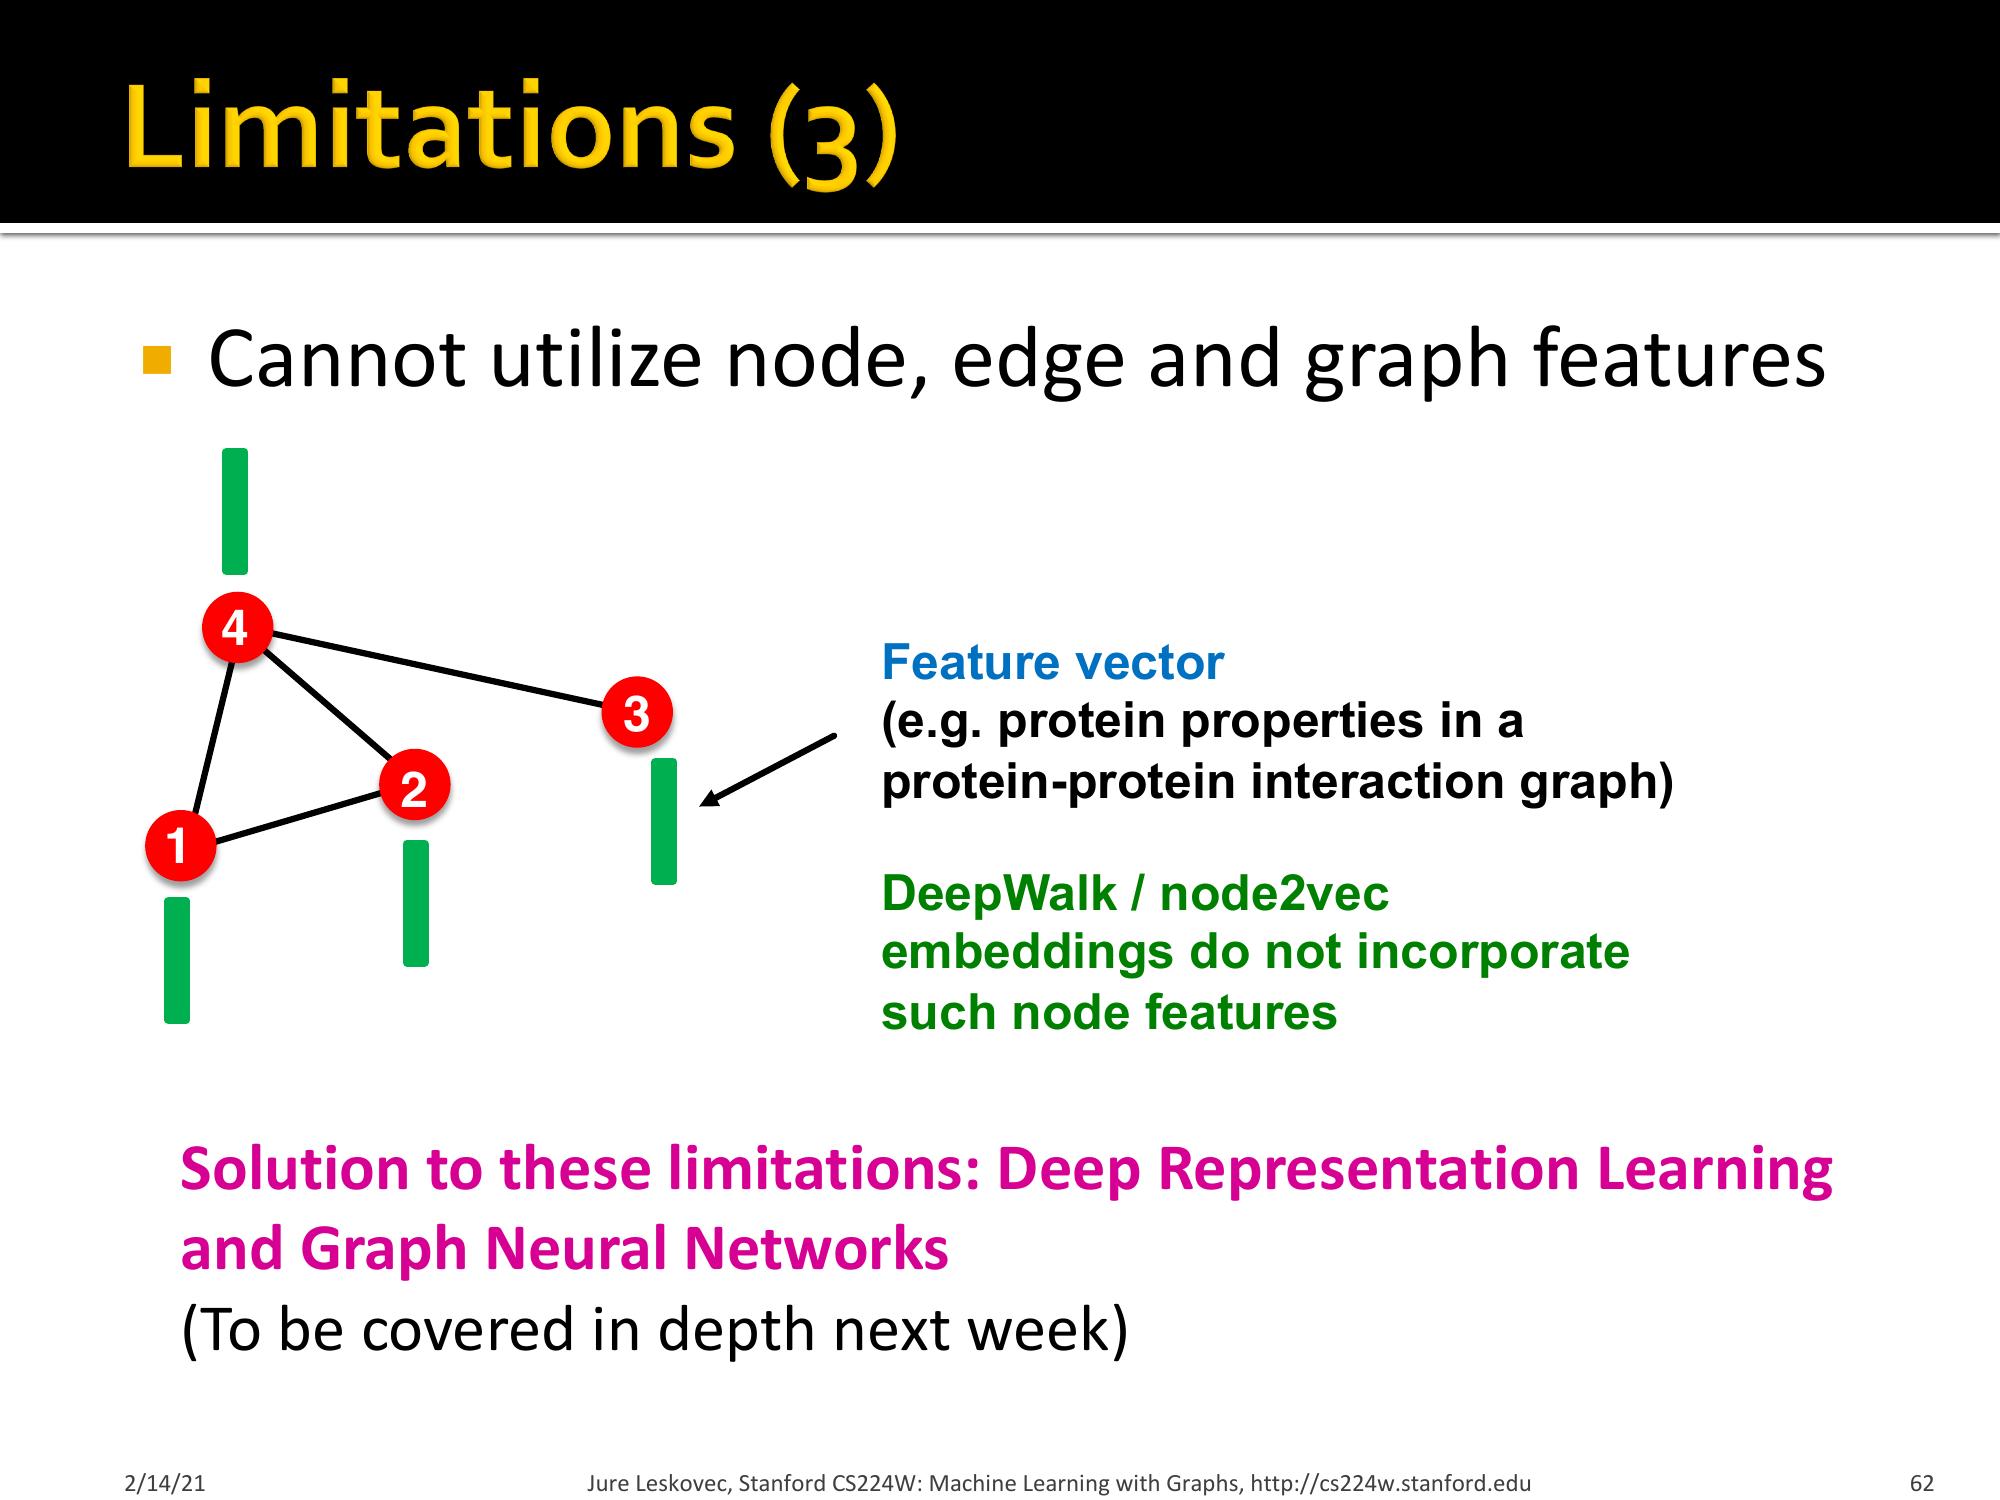 Limitations (3)
Cannot utilize node, edge and graph features
4
3
2
1
Feature vector
(e.g. protein properties in a
protein-protein interaction graph)
DeepWalk / node2vec
embeddings do not incorporate
such node features
Solution to these limitations: Deep Representation Learning
and Graph Neural Networks
(To be covered in depth next week)
2/14/21
Jure Leskovec, Stanford CS224W: Machine Learning with Graphs, http://cs224w.stanford.edu
62